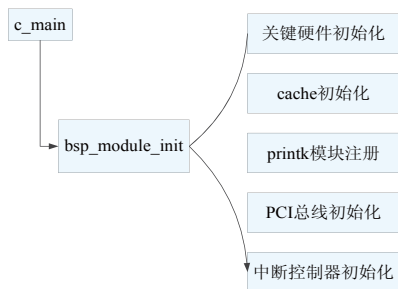 c_main
bsp_module_init
关键硬件初始化
cache初始化
printk模块注册
PCI总线初始化
中断控制器初始化